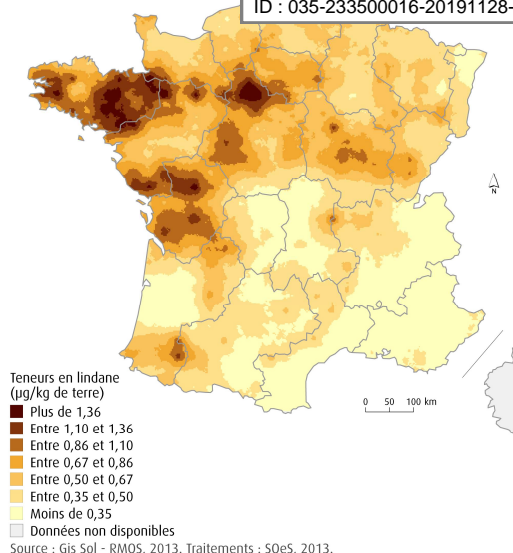 ID : 035-233500016-20191128-
N
0 50 100 km
Teneurs en lindane
(µg/kg de terre)
Plus de 1,36
Entre 1,10 et 1,36
Entre 0,86 et 1,10
Entre 0,67 et 0,86
Entre 0,50 et 0,67
Entre 0,35 et 0,50
Moins de 0,35
Données non disponibles
Source : Gis Sol - RMQS, 2013. Traitements : SOeS, 2013.